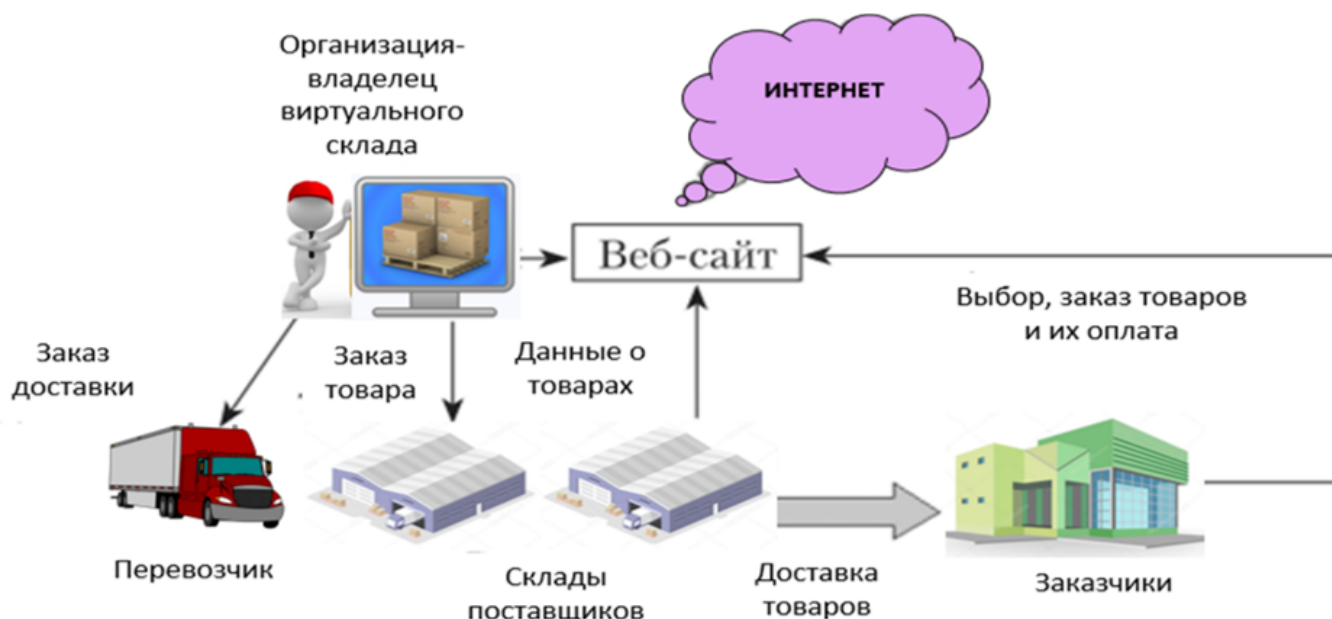 Организация-
владелец
виртуального
склада
ИНТЕРНЕТ
Веб-сайт
Выбор, заказ товаров
и их оплата
Заказ
доставки
Заказ
товара
Данные о
товарах
Перевозчик
Склады
поставщиков
Доставка
товаров
Заказчики